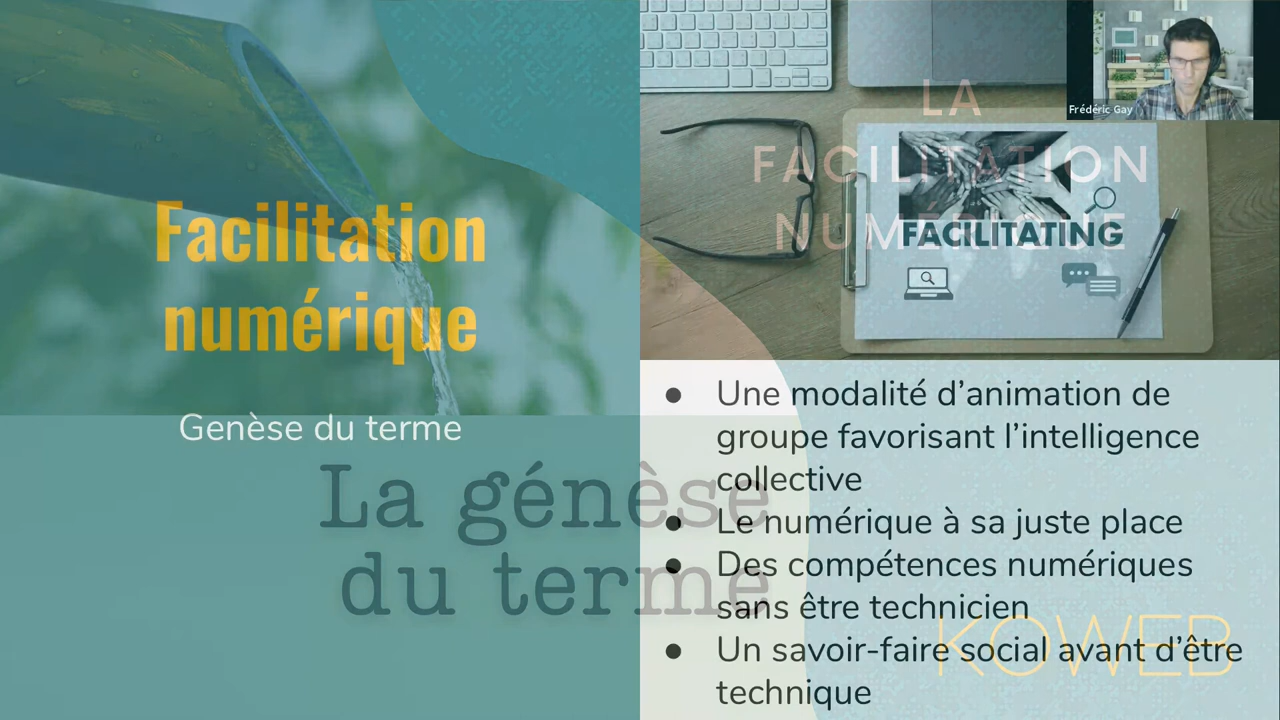 Facilitation
numérique
Genèse du terme
La génèse
du terme
LA
FACILITATION
NUMÉRIQUE
Frédéric Gay
FACILITATING
● Une modalité d’animation de
groupe favorisant l’intelligence
collective
● Le numérique à sa juste place
● Des compétences numériques
sans être technicien
● Un savoir-faire social avant d’être
technique
KOWEB